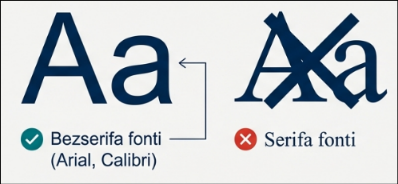 Aa
Bezserifa fonti
(Arial, Calibri)
Aa
Serifa fonti